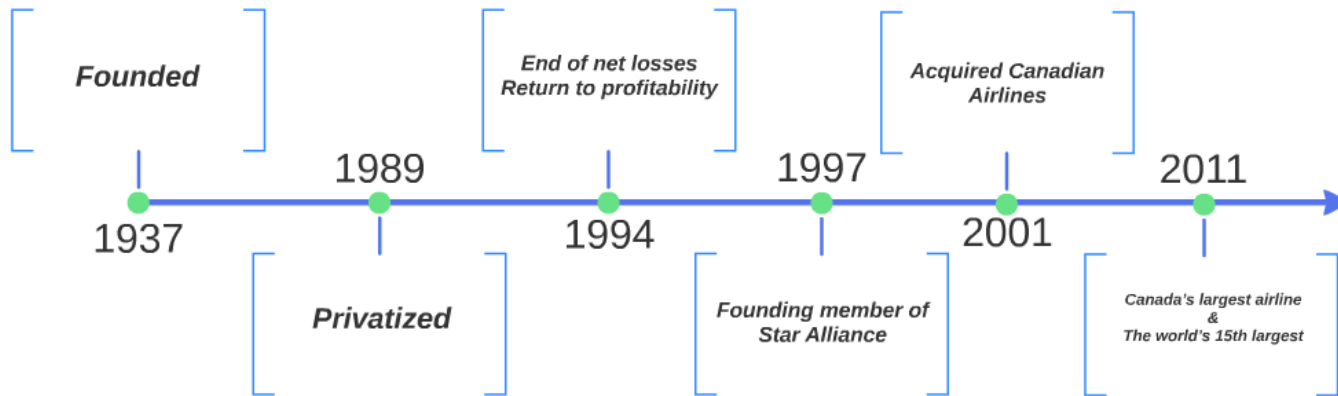 Founded
1937
1989
Privatized
End of net losses
Return to profitability
1994
1997
Founding member of
Star Alliance
Acquired Canadian
Airlines
2001
2011
Canada's largest airline
&
The world's 15th largest